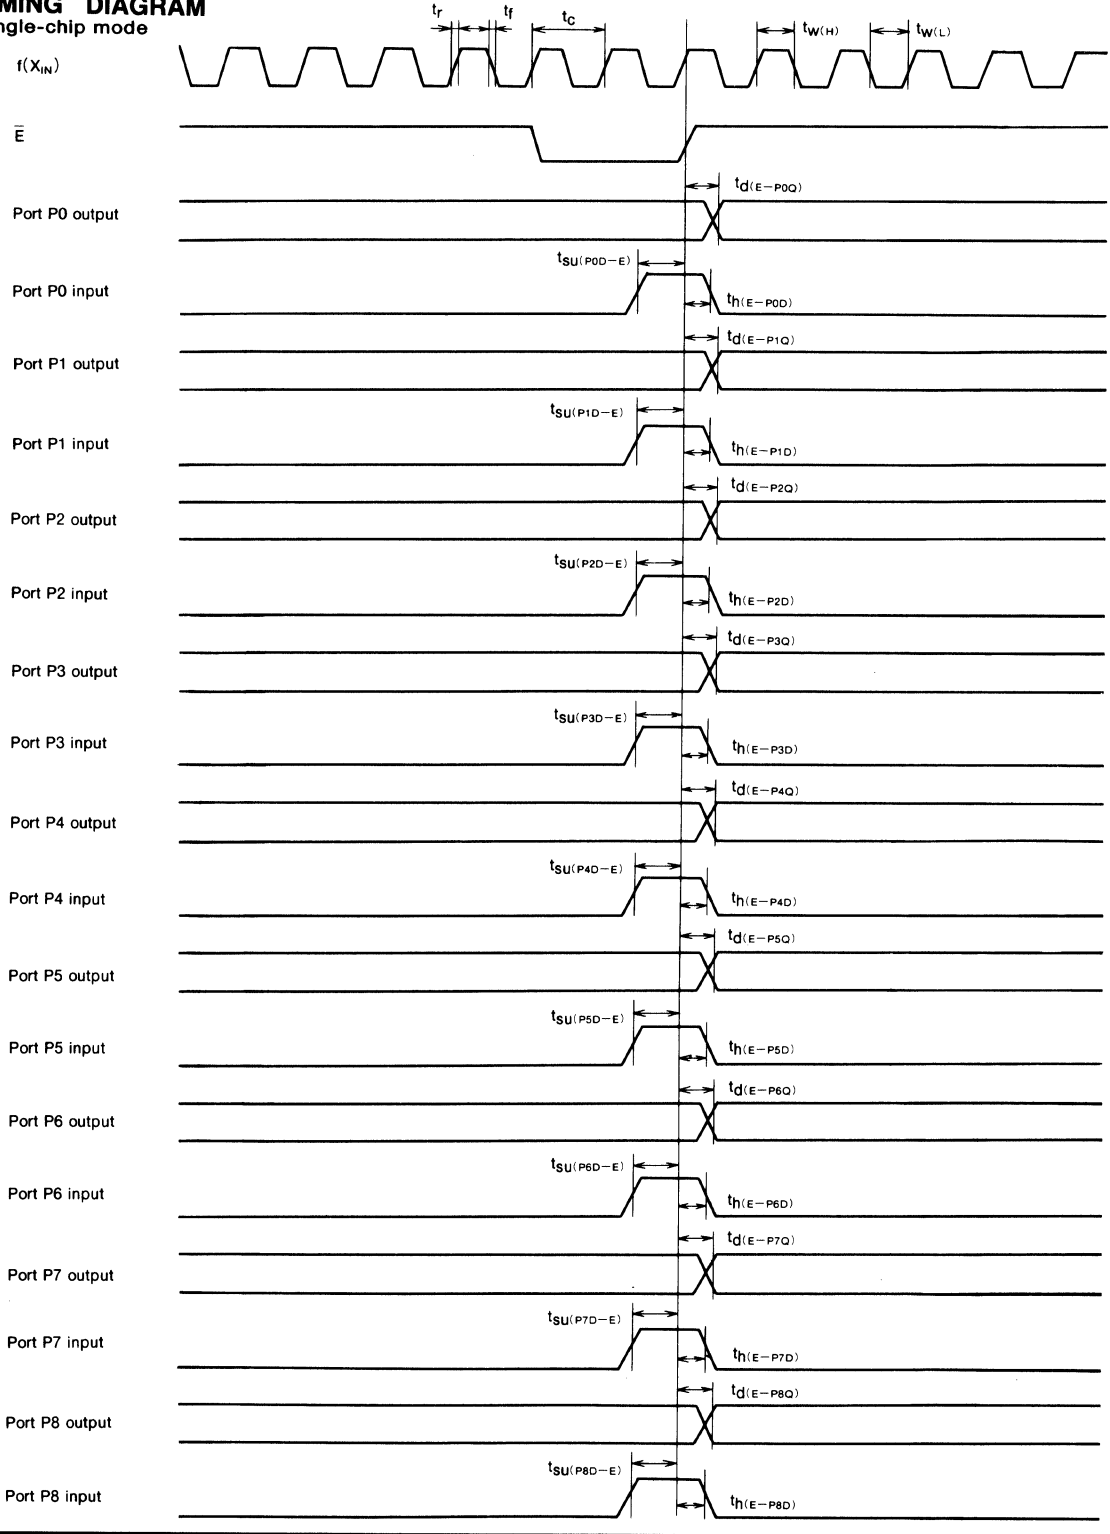 MING DIAGRAM
ngle-chip mode
tr tf tc tW(H) tW(L)
f(XIN)
E̅
td(E−P0Q)
Port P0 output
tsu(P0D−E)
Port P0 input
th(E−P0D)
td(E−P1Q)
Port P1 output
tsu(P1D−E)
Port P1 input
th(E−P1D)
td(E−P2Q)
Port P2 output
tsu(P2D−E)
Port P2 input
th(E−P2D)
td(E−P3Q)
Port P3 output
tsu(P3D−E)
Port P3 input
th(E−P3D)
td(E−P4Q)
Port P4 output
tsu(P4D−E)
Port P4 input
th(E−P4D)
td(E−P5Q)
Port P5 output
tsu(P5D−E)
Port P5 input
th(E−P5D)
td(E−P6Q)
Port P6 output
tsu(P6D−E)
Port P6 input
th(E−P6D)
td(E−P7Q)
Port P7 output
tsu(P7D−E)
Port P7 input
th(E−P7D)
td(E−P8Q)
Port P8 output
tsu(P8D−E)
Port P8 input
th(E−P8D)